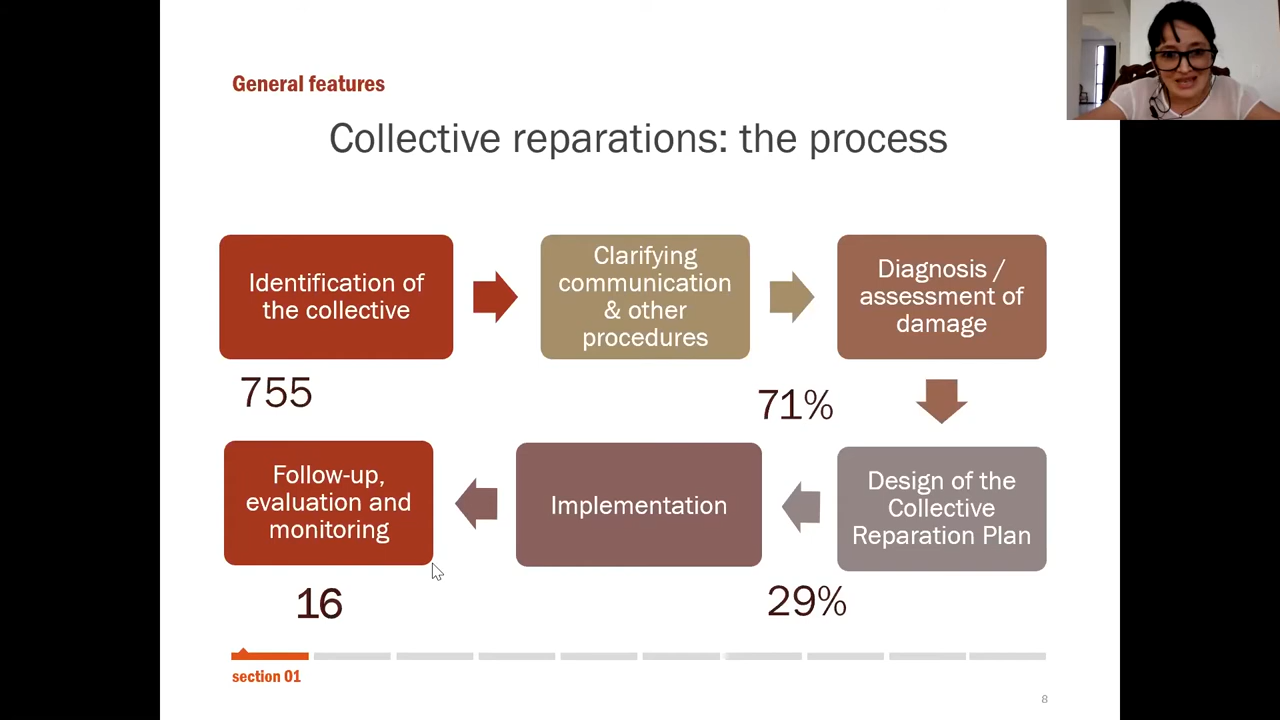 General features
Collective reparations: the process
Identification of
the collective
Clarifying
communication
& other
procedures
Diagnosis /
assessment of
damage
755
71%
Follow-up,
evaluation and
monitoring
Implementation
Design of the
Collective
Reparation Plan
16
29%
section 01
8